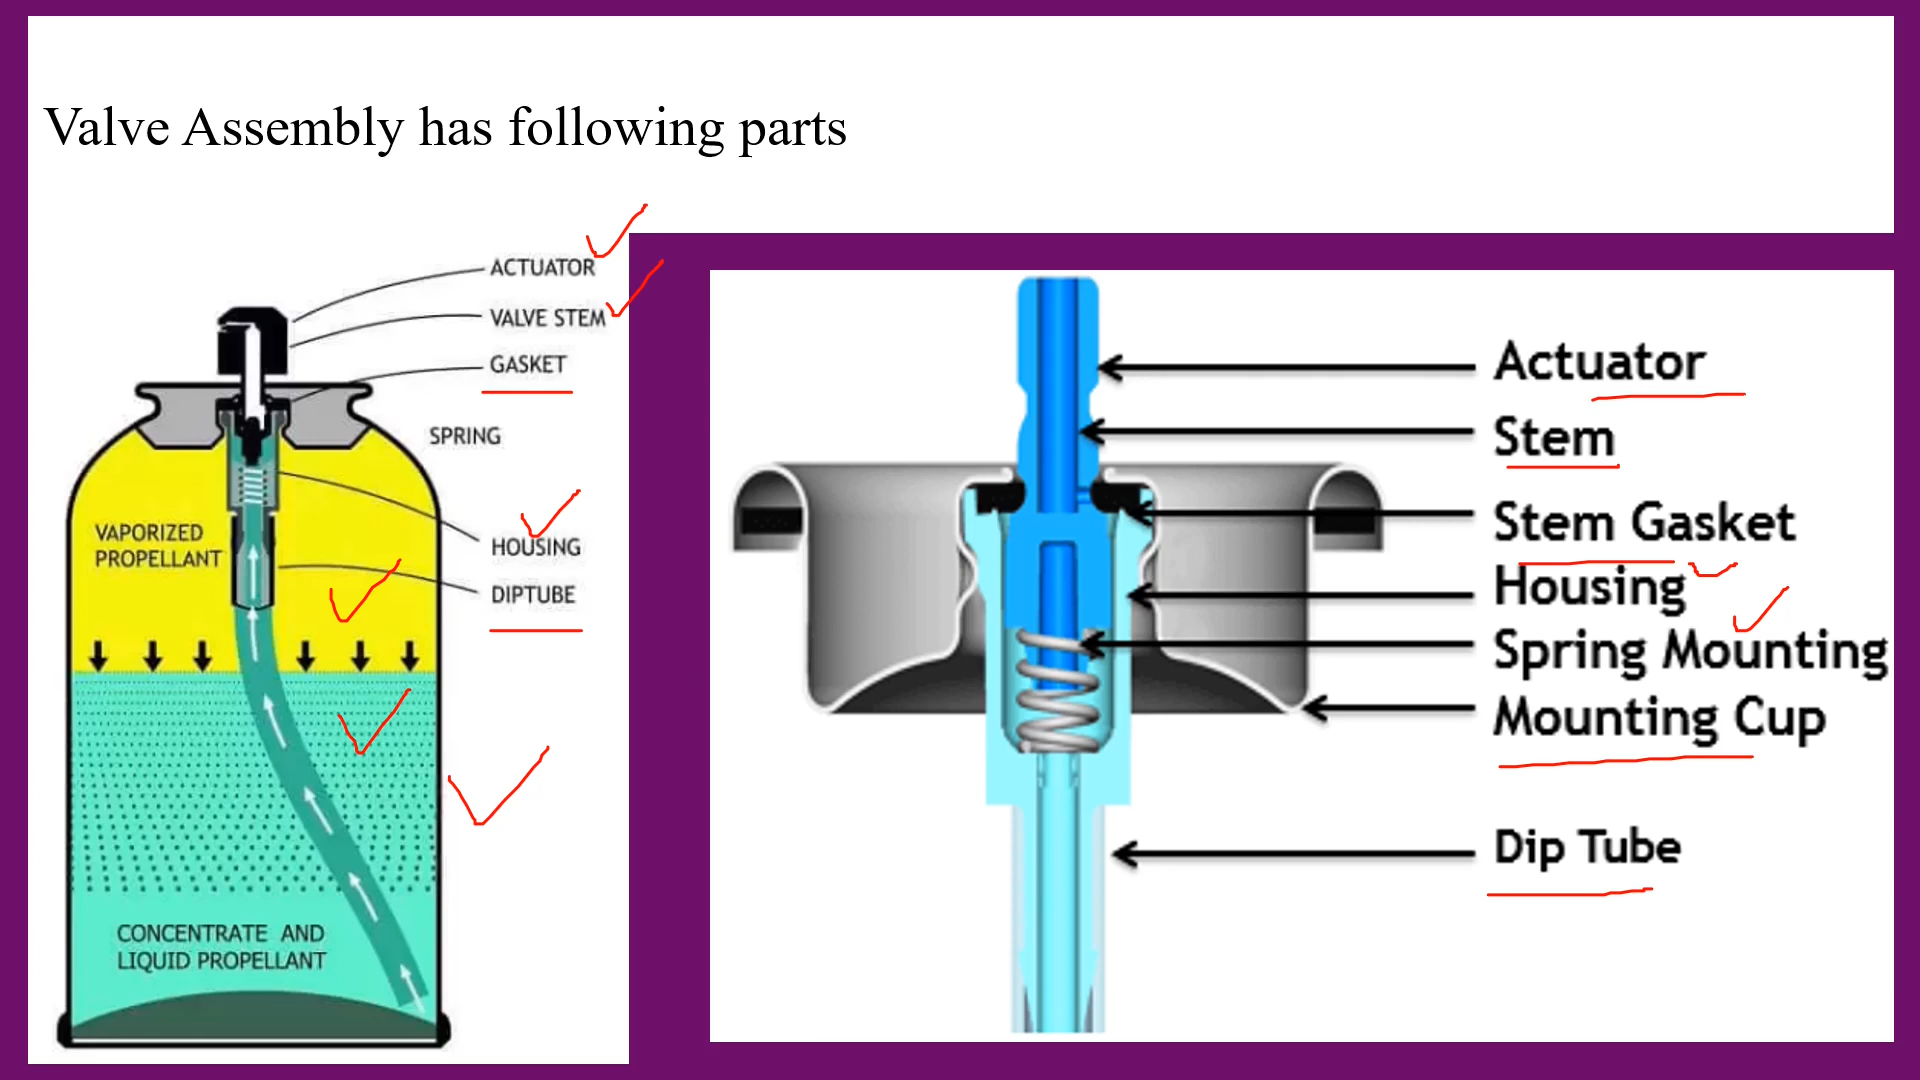 Valve Assembly has following parts
ACTUATOR
VALVE STEM
GASKET
SPRING
HOUSING
DIPTUBE
VAPORIZED
PROPELLANT
CONCENTRATE AND
LIQUID PROPELLANT
Actuator
Stem
Stem Gasket
Housing
Spring Mounting
Mounting Cup
Dip Tube